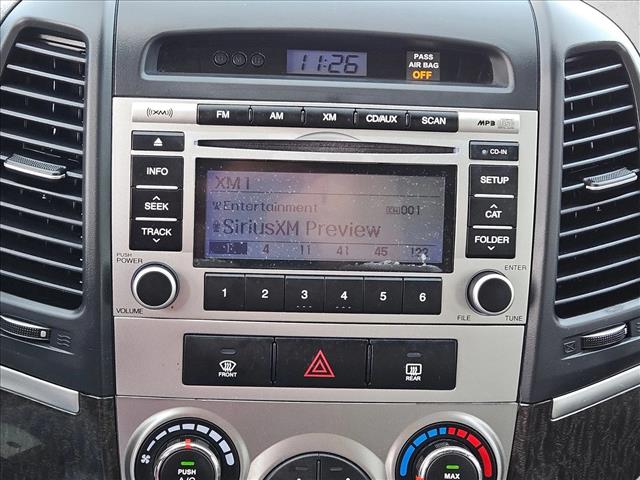 11:26
PASS
AIR BAG
OFF
XM
FM AM XM CD/AUX SCAN MP3
CD-IN
INFO
SEEK
TRACK
SETUP
CAT
FOLDER
XM1
Entertainment 001
SiriusXM Preview
4 11 41 45
PUSH
POWER
VOLUME
1 2 3 4 5 6
ENTER
FILE TUNE
FRONT
REAR
PUSH
A/C
MAX